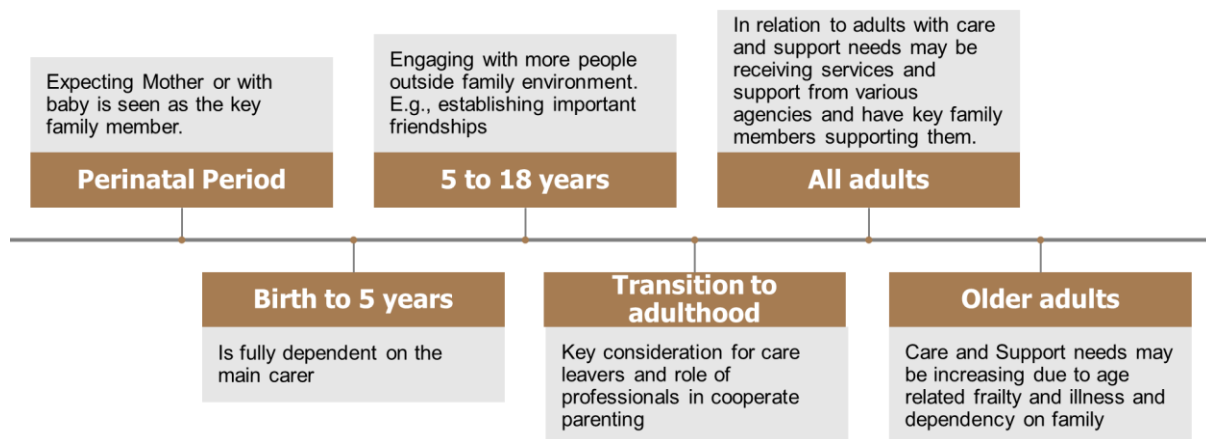 Expecting Mother or with
baby is seen as the key
family member.
Perinatal Period
Is fully dependent on the
main carer
Birth to 5 years
Engaging with more people
outside family environment.
E.g., establishing important
friendships
5 to 18 years
Transition to
adulthood
Key consideration for care
leavers and role of
professionals in cooperate
parenting
In relation to adults with care
and support needs may be
receiving services and
support from various
agencies and have key family
members supporting them.
All adults
Older adults
Care and Support needs may
be increasing due to age
related frailty and illness and
dependency on family